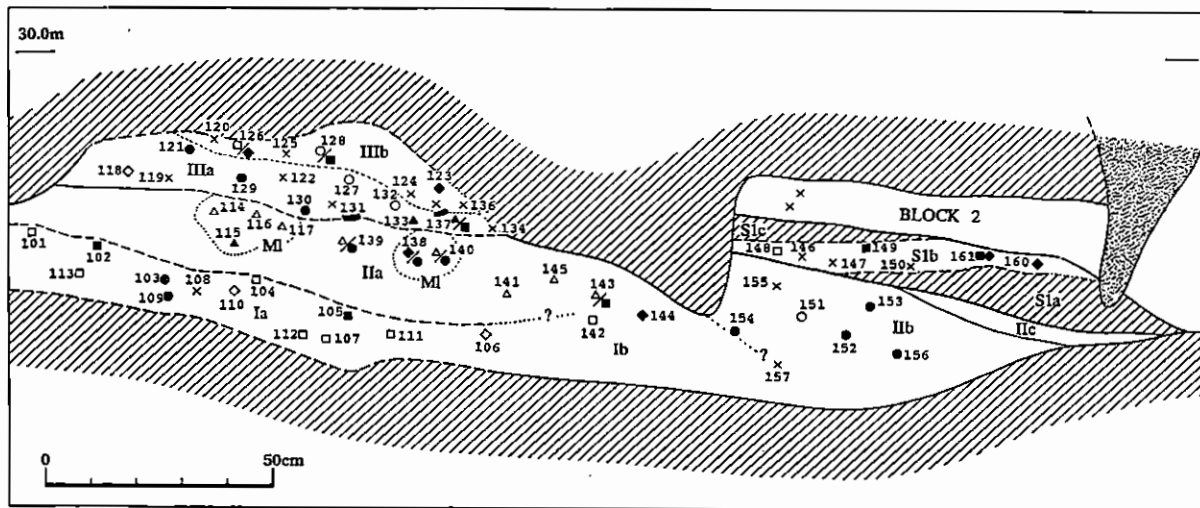 30.0m
120 126 125 128
121 IIIb
118 119 IIIa 123
129 122 127 132 124 136
130 131 133 137 134
114 116 117
101 115 MI 139 138 140
102 IIa MI
113 103 108 141 145 143
109 110 104
Ia 105 144
112 107 111 106 ? 142 Ib
BLOCK 2
S1c
148 146 149 S1b 161 160
147 150
155 S1a
151 153
154 IIb IIc
? 152 156
157
0 50cm